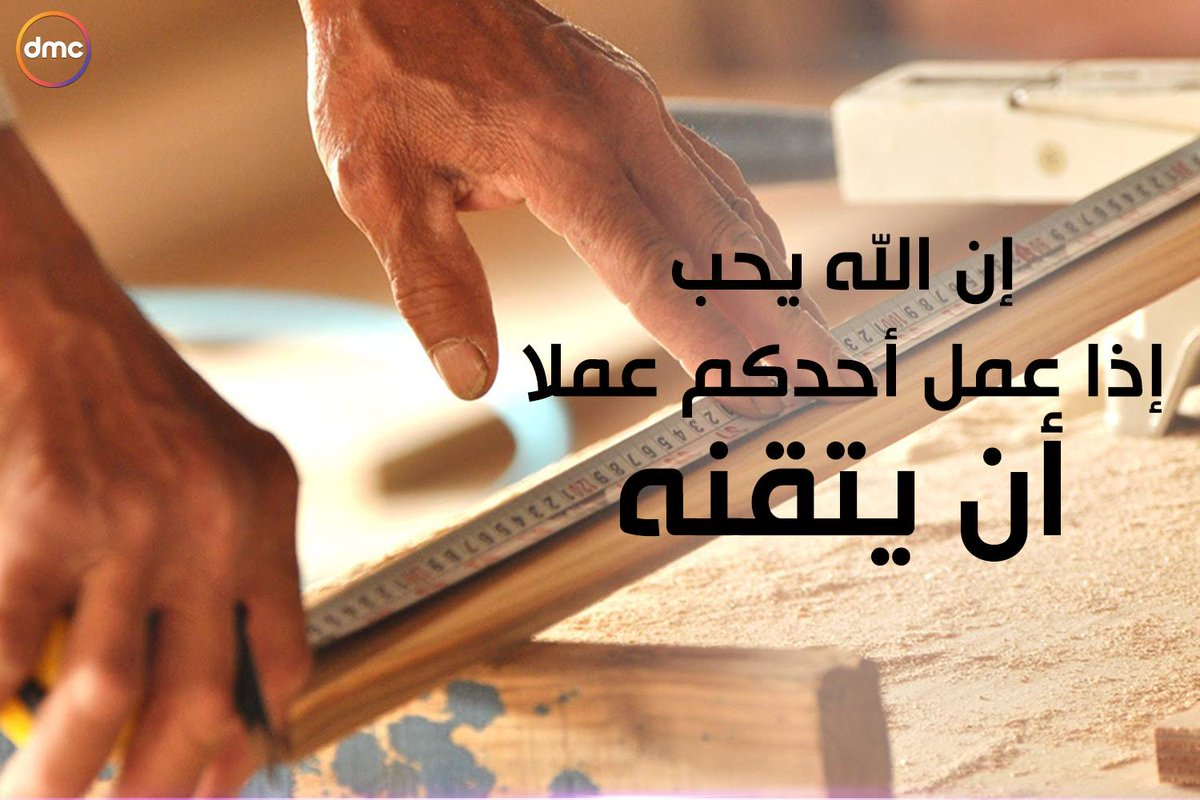 dmc
إن الله يحب
إذا عمل أحدكم عملا
أن يتقنه